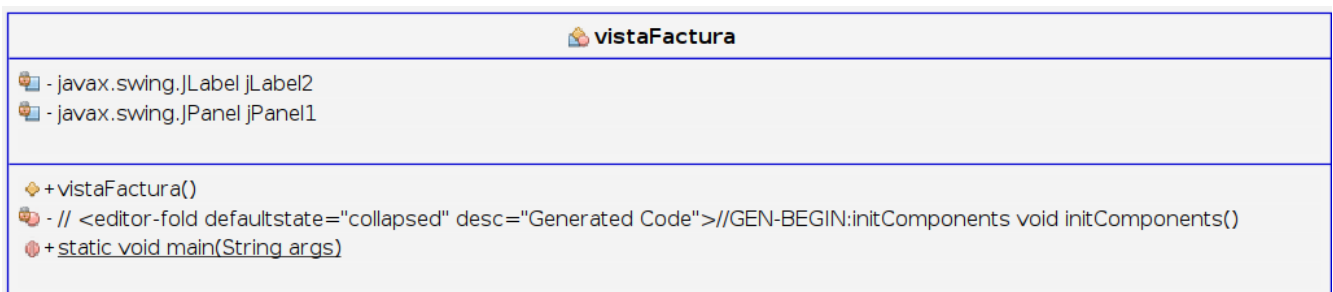 vistaFactura
- javax.swing.JLabel jLabel2
- javax.swing.JPanel jPanel1
+ vistaFactura()
- // <editor-fold defaultstate="collapsed" desc="Generated Code">//GEN-BEGIN:initComponents void initComponents()
+ static void main(String args)